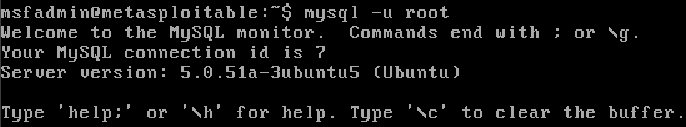 msfadmin@metasploitable:~$ mysql -u root
Welcome to the MySQL monitor.  Commands end with ; or \g.
Your MySQL connection id is 7
Server version: 5.0.51a-3ubuntu5 (Ubuntu)

Type 'help;' or '\h' for help. Type '\c' to clear the buffer.